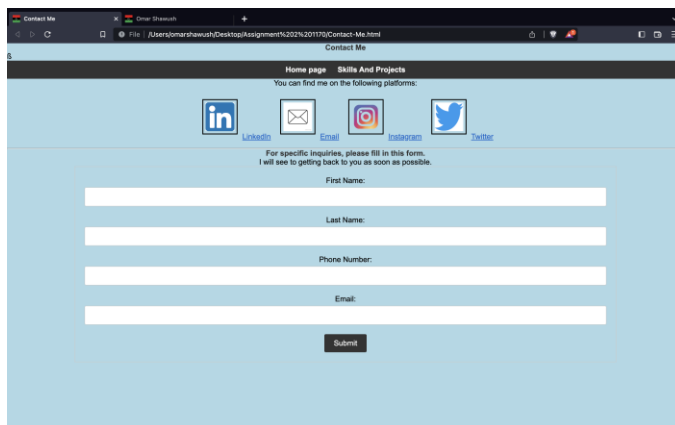 Contact Me
Omar Shawush
File | /Users/omarshawush/Desktop/Assignment%202%201170/Contact-Me.html
Contact Me
ß
Home page Skills And Projects
You can find me on the following platforms:
in LinkedIn Email Instagram Twitter
For specific inquiries, please fill in this form.
I will see to getting back to you as soon as possible.
First Name:
Last Name:
Phone Number:
Email:
Submit